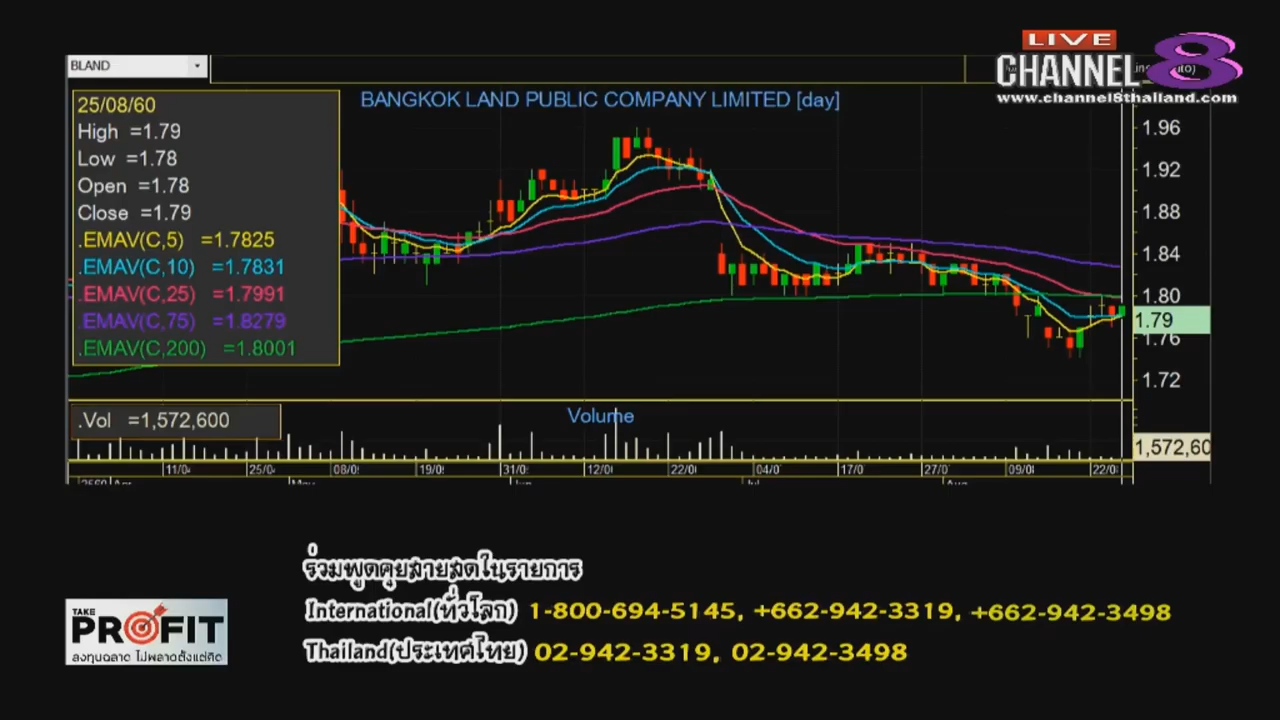 LIVE
CHANNEL 8
www.channel8thailand.com
BLAND
BANGKOK LAND PUBLIC COMPANY LIMITED [day]
25/08/60
High =1.79
Low =1.78
Open =1.78
Close =1.79
.EMAV(C,5) =1.7825
.EMAV(C,10) =1.7831
.EMAV(C,25) =1.7991
.EMAV(C,75) =1.8279
.EMAV(C,200) =1.8001
1.96
1.92
1.88
1.84
1.80
1.79
1.76
1.72
.Vol =1,572,600
Volume
1,572,60
11/0 25/0 08/0 19/0 31/0 12/0 22/0 04/0 17/0 27/0 09/0 22/0
ร่วมพูดคุยสายสดในรายการ
International(ทั่วโลก) 1-800-694-5145, +662-942-3319, +662-942-3498
Thailand(ประเทศไทย) 02-942-3319, 02-942-3498
TAKE
PROFIT
ลงทุนฉลาด ไม่พลาดตั้งแต่คิด